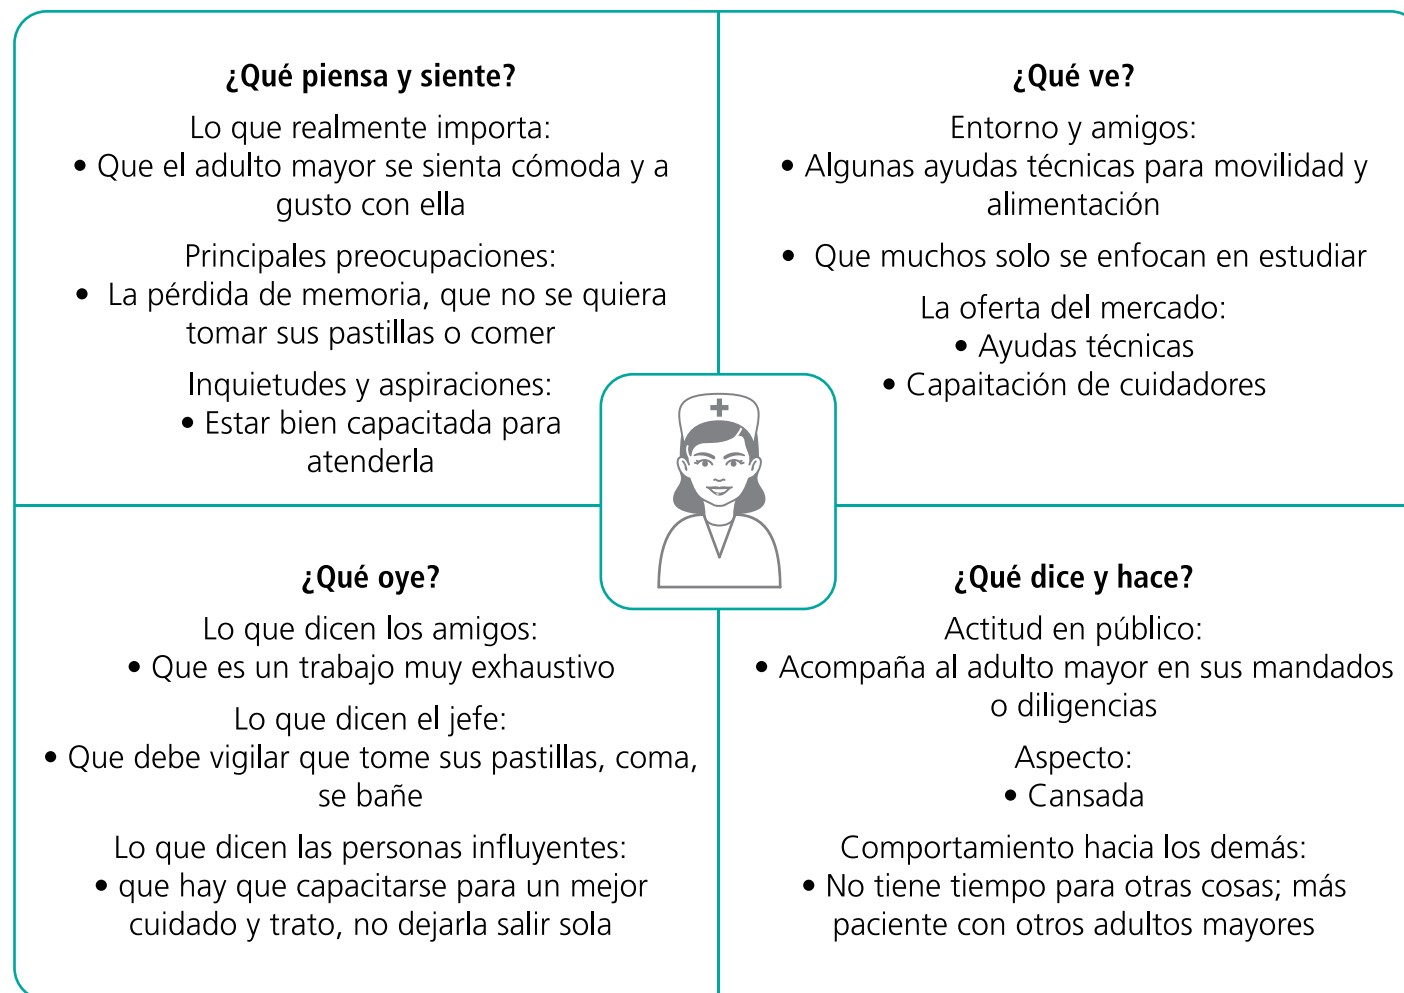 ¿Qué piensa y siente?
Lo que realmente importa:
• Que el adulto mayor se sienta cómoda y a
gusto con ella
Principales preocupaciones:
• La pérdida de memoria, que no se quiera
tomar sus pastillas o comer
Inquietudes y aspiraciones:
• Estar bien capacitada para
atenderla
¿Qué ve?
Entorno y amigos:
• Algunas ayudas técnicas para movilidad y
alimentación
• Que muchos solo se enfocan en estudiar
La oferta del mercado:
• Ayudas técnicas
• Capaitación de cuidadores
¿Qué oye?
Lo que dicen los amigos:
• Que es un trabajo muy exhaustivo
Lo que dicen el jefe:
• Que debe vigilar que tome sus pastillas, coma,
se bañe
Lo que dicen las personas influyentes:
• que hay que capacitarse para un mejor
cuidado y trato, no dejarla salir sola
¿Qué dice y hace?
Actitud en público:
• Acompaña al adulto mayor en sus mandados
o diligencias
Aspecto:
• Cansada
Comportamiento hacia los demás:
• No tiene tiempo para otras cosas; más
paciente con otros adultos mayores